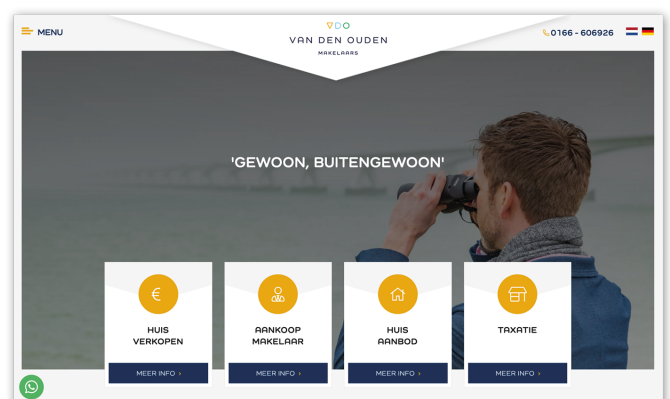 MENU
VDO
VAN DEN OUDEN
MAKELAARS
0166 - 606926
'GEWOON, BUITENGEWOON'
HUIS
VERKOPEN
MEER INFO ›
AANKOOP
MAKELAAR
MEER INFO ›
HUIS
AANBOD
MEER INFO ›
TAXATIE
MEER INFO ›